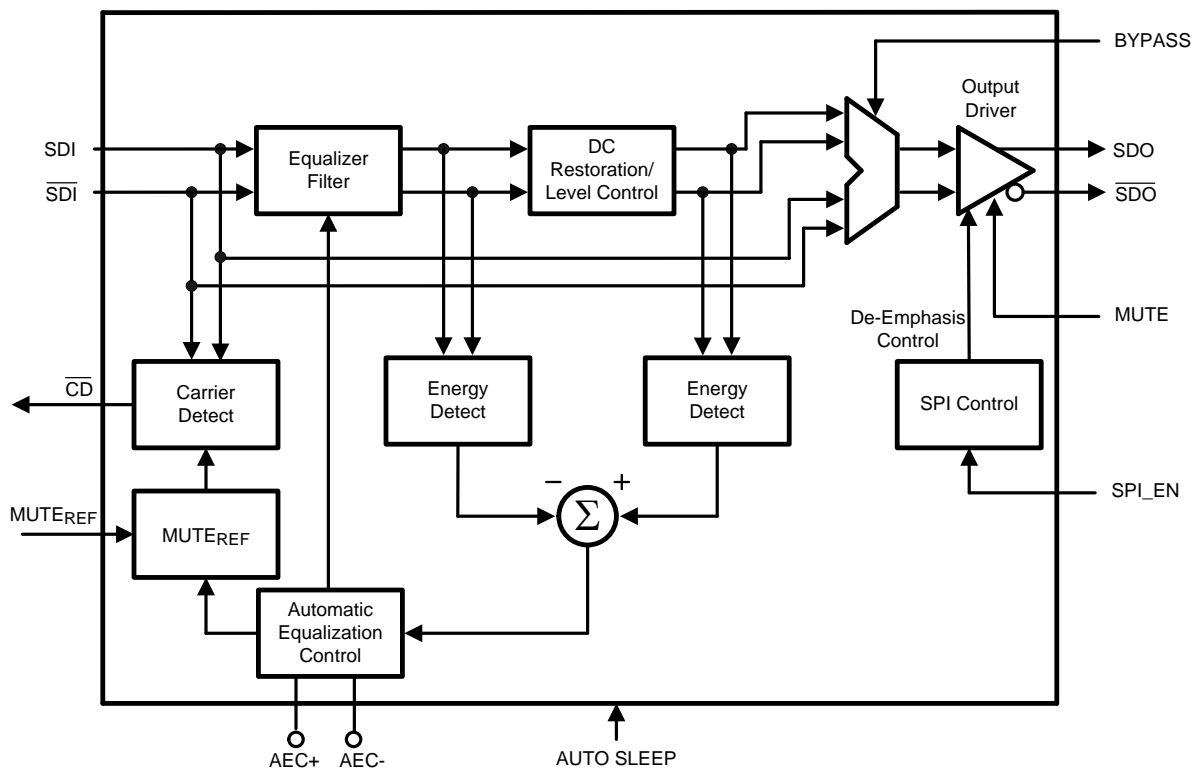 BYPASS
Output
Driver
SDI
SDI
Equalizer
Filter
DC
Restoration/
Level Control
SDO
SDO
De-Emphasis
Control
MUTE
CD
Carrier
Detect
Energy
Detect
Energy
Detect
SPI Control
− +
Σ
SPI_EN
MUTEREF
MUTEREF
Automatic
Equalization
Control
AEC+ AEC-
AUTO SLEEP